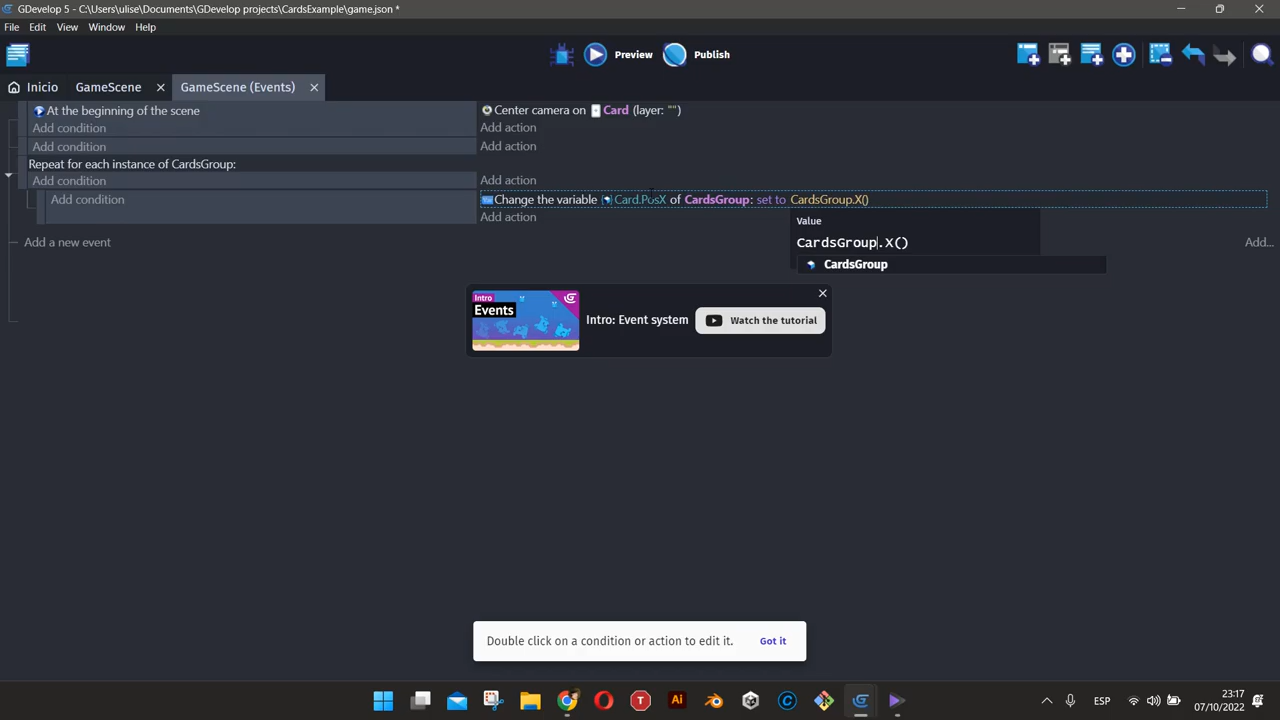 GDevelop 5 - C:\Users\ulise\Documents\GDevelop projects\CardsExample\game.json *
File Edit View Window Help
Preview Publish
Inicio GameScene GameScene (Events)
At the beginning of the scene
Center camera on Card (layer: "")
Add condition
Add action
Add condition
Add action
Repeat for each instance of CardsGroup:
Add condition
Add action
Add condition
Change the variable Card.PosX of CardsGroup: set to CardsGroup.X()
Add action
Value
CardsGroup.X()
CardsGroup
Add a new event
Add...
Intro
Events
Intro: Event system
Watch the tutorial
Double click on a condition or action to edit it. Got it
T
Ai
ESP
23:17
07/10/2022